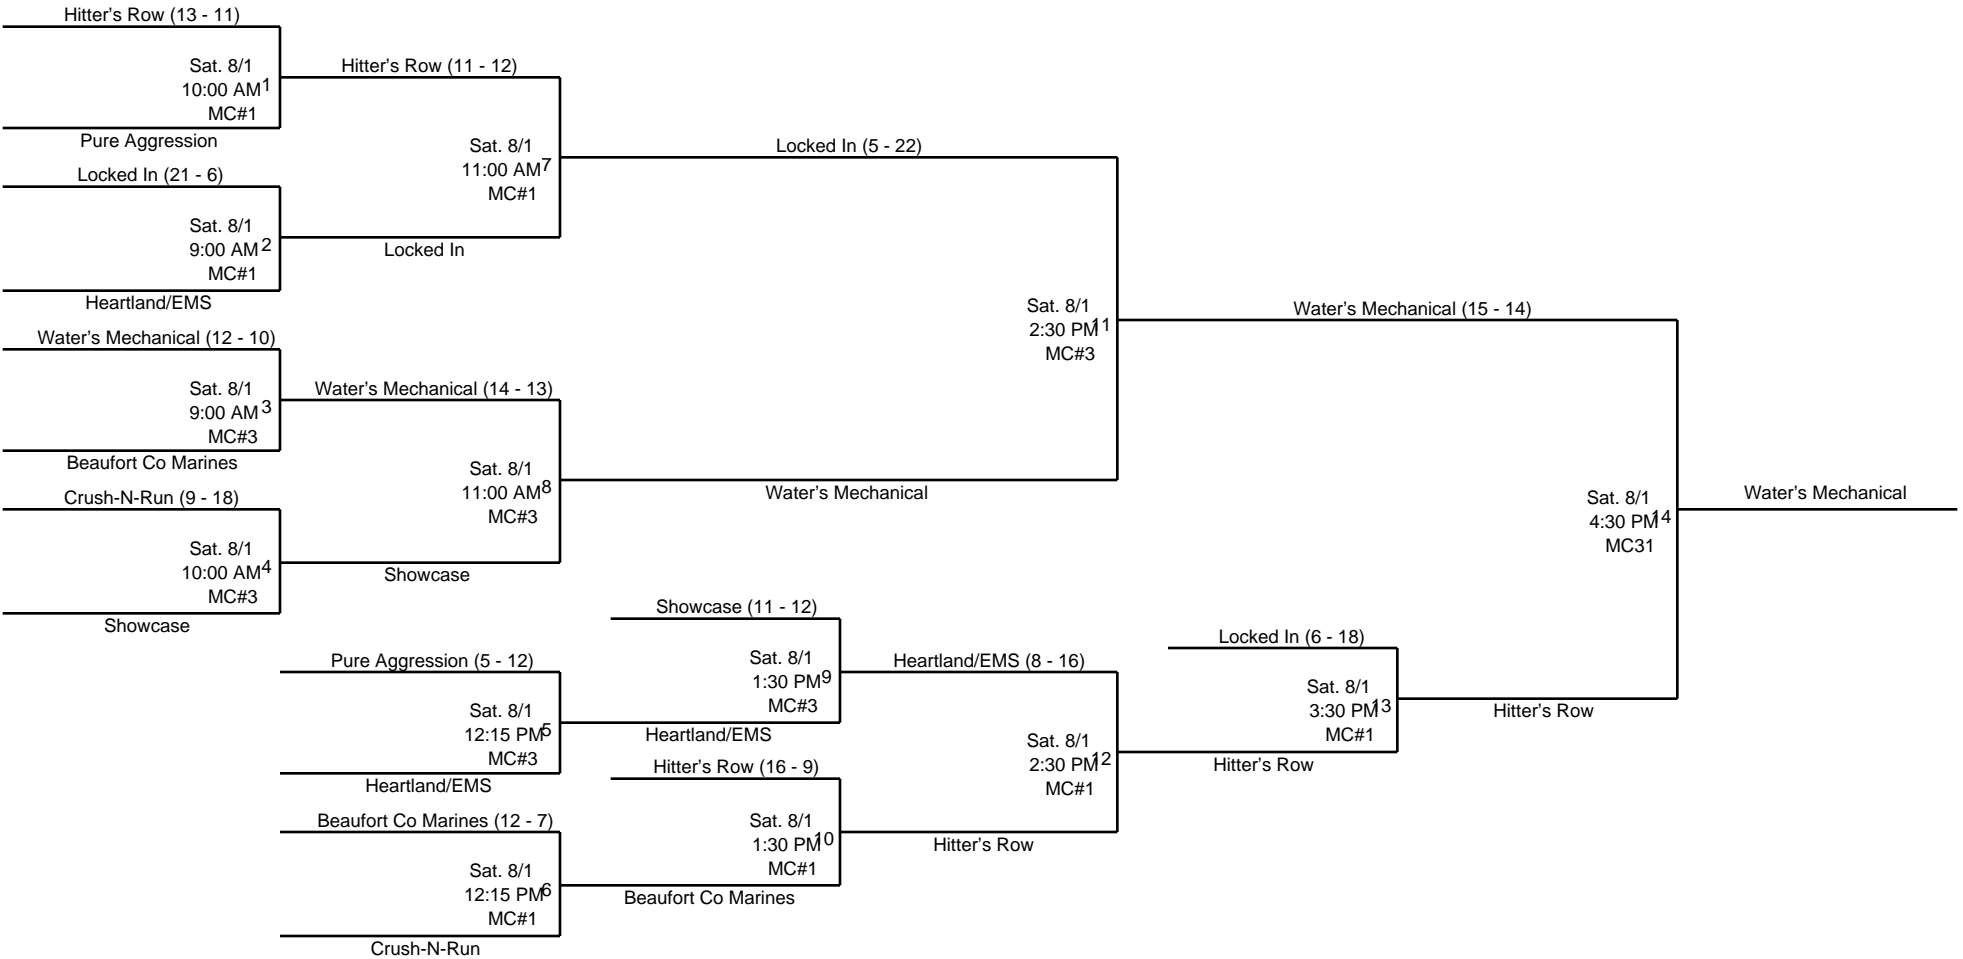 Hitter's Row (13 - 11)
Sat. 8/1
10:00 AM 1
MC#1
Pure Aggression
Locked In (21 - 6)
Sat. 8/1
9:00 AM 2
MC#1
Heartland/EMS
Water's Mechanical (12 - 10)
Sat. 8/1
9:00 AM 3
MC#3
Beaufort Co Marines
Crush-N-Run (9 - 18)
Sat. 8/1
10:00 AM 4
MC#3
Showcase
Hitter's Row (11 - 12)
Sat. 8/1
11:00 AM 7
MC#1
Locked In
Water's Mechanical (14 - 13)
Sat. 8/1
11:00 AM 8
MC#3
Showcase
Pure Aggression (5 - 12)
Sat. 8/1
12:15 PM 5
MC#3
Heartland/EMS
Beaufort Co Marines (12 - 7)
Sat. 8/1
12:15 PM 6
MC#1
Crush-N-Run
Showcase (11 - 12)
Sat. 8/1
1:30 PM 9
MC#3
Heartland/EMS
Hitter's Row (16 - 9)
Sat. 8/1
1:30 PM 10
MC#1
Beaufort Co Marines
Locked In (5 - 22)
Sat. 8/1
2:30 PM 11
MC#3
Water's Mechanical
Heartland/EMS (8 - 16)
Sat. 8/1
2:30 PM 12
MC#1
Hitter's Row
Locked In (6 - 18)
Sat. 8/1
3:30 PM 13
MC#1
Hitter's Row
Water's Mechanical (15 - 14)
Sat. 8/1
4:30 PM 14
MC31
Hitter's Row
Water's Mechanical